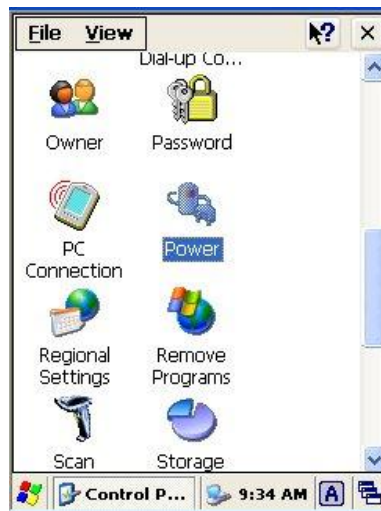 File View ?
Dial-up Co...
Owner Password
PC
Connection
Power
Regional
Settings
Remove
Programs
Scan Storage
Control P... 9:34 AM A